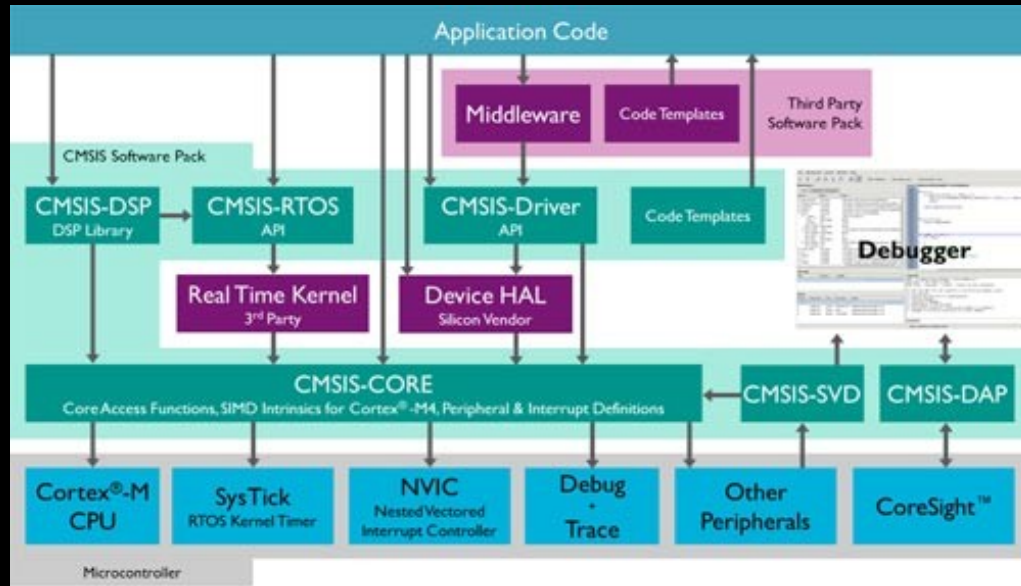 Application Code
Middleware
Code Templates
Third Party
Software Pack
CMSIS Software Pack
CMSIS-DSP
DSP Library
CMSIS-RTOS
API
CMSIS-Driver
API
Code Templates
Debugger
Real Time Kernel
3rd Party
Device HAL
Silicon Vendor
CMSIS-CORE
Core Access Functions, SIMD Intrinsics for Cortex®-M4, Peripheral & Interrupt Definitions
CMSIS-SVD
CMSIS-DAP
Cortex®-M
CPU
SysTick
RTOS Kernel Timer
NVIC
Nested Vectored
Interrupt Controller
Debug
+
Trace
Other
Peripherals
CoreSight™
Microcontroller